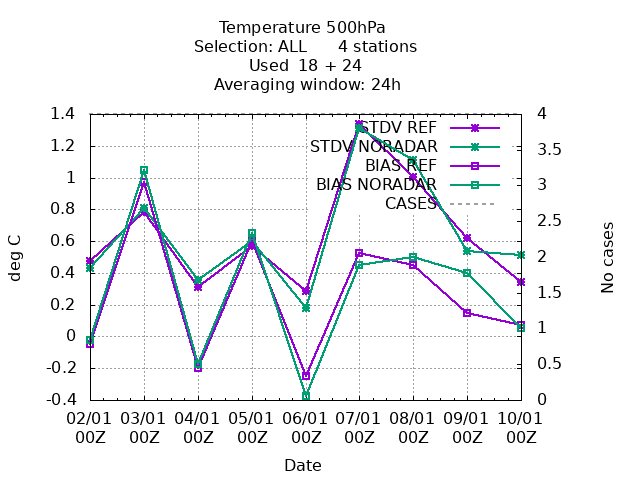 Temperature 500hPa
Selection: ALL      4 stations
Used  18 + 24
Averaging window: 24h
1.4
1.2
1
0.8
0.6
0.4
0.2
0
-0.2
-0.4
deg C
STDV REF
STDV NORADAR
BIAS REF
BIAS NORADAR
CASES
4
3.5
3
2.5
2
1.5
1
0.5
0
No cases
02/01 03/01 04/01 05/01 06/01 07/01 08/01 09/01 10/01
00Z 00Z 00Z 00Z 00Z 00Z 00Z 00Z 00Z
Date